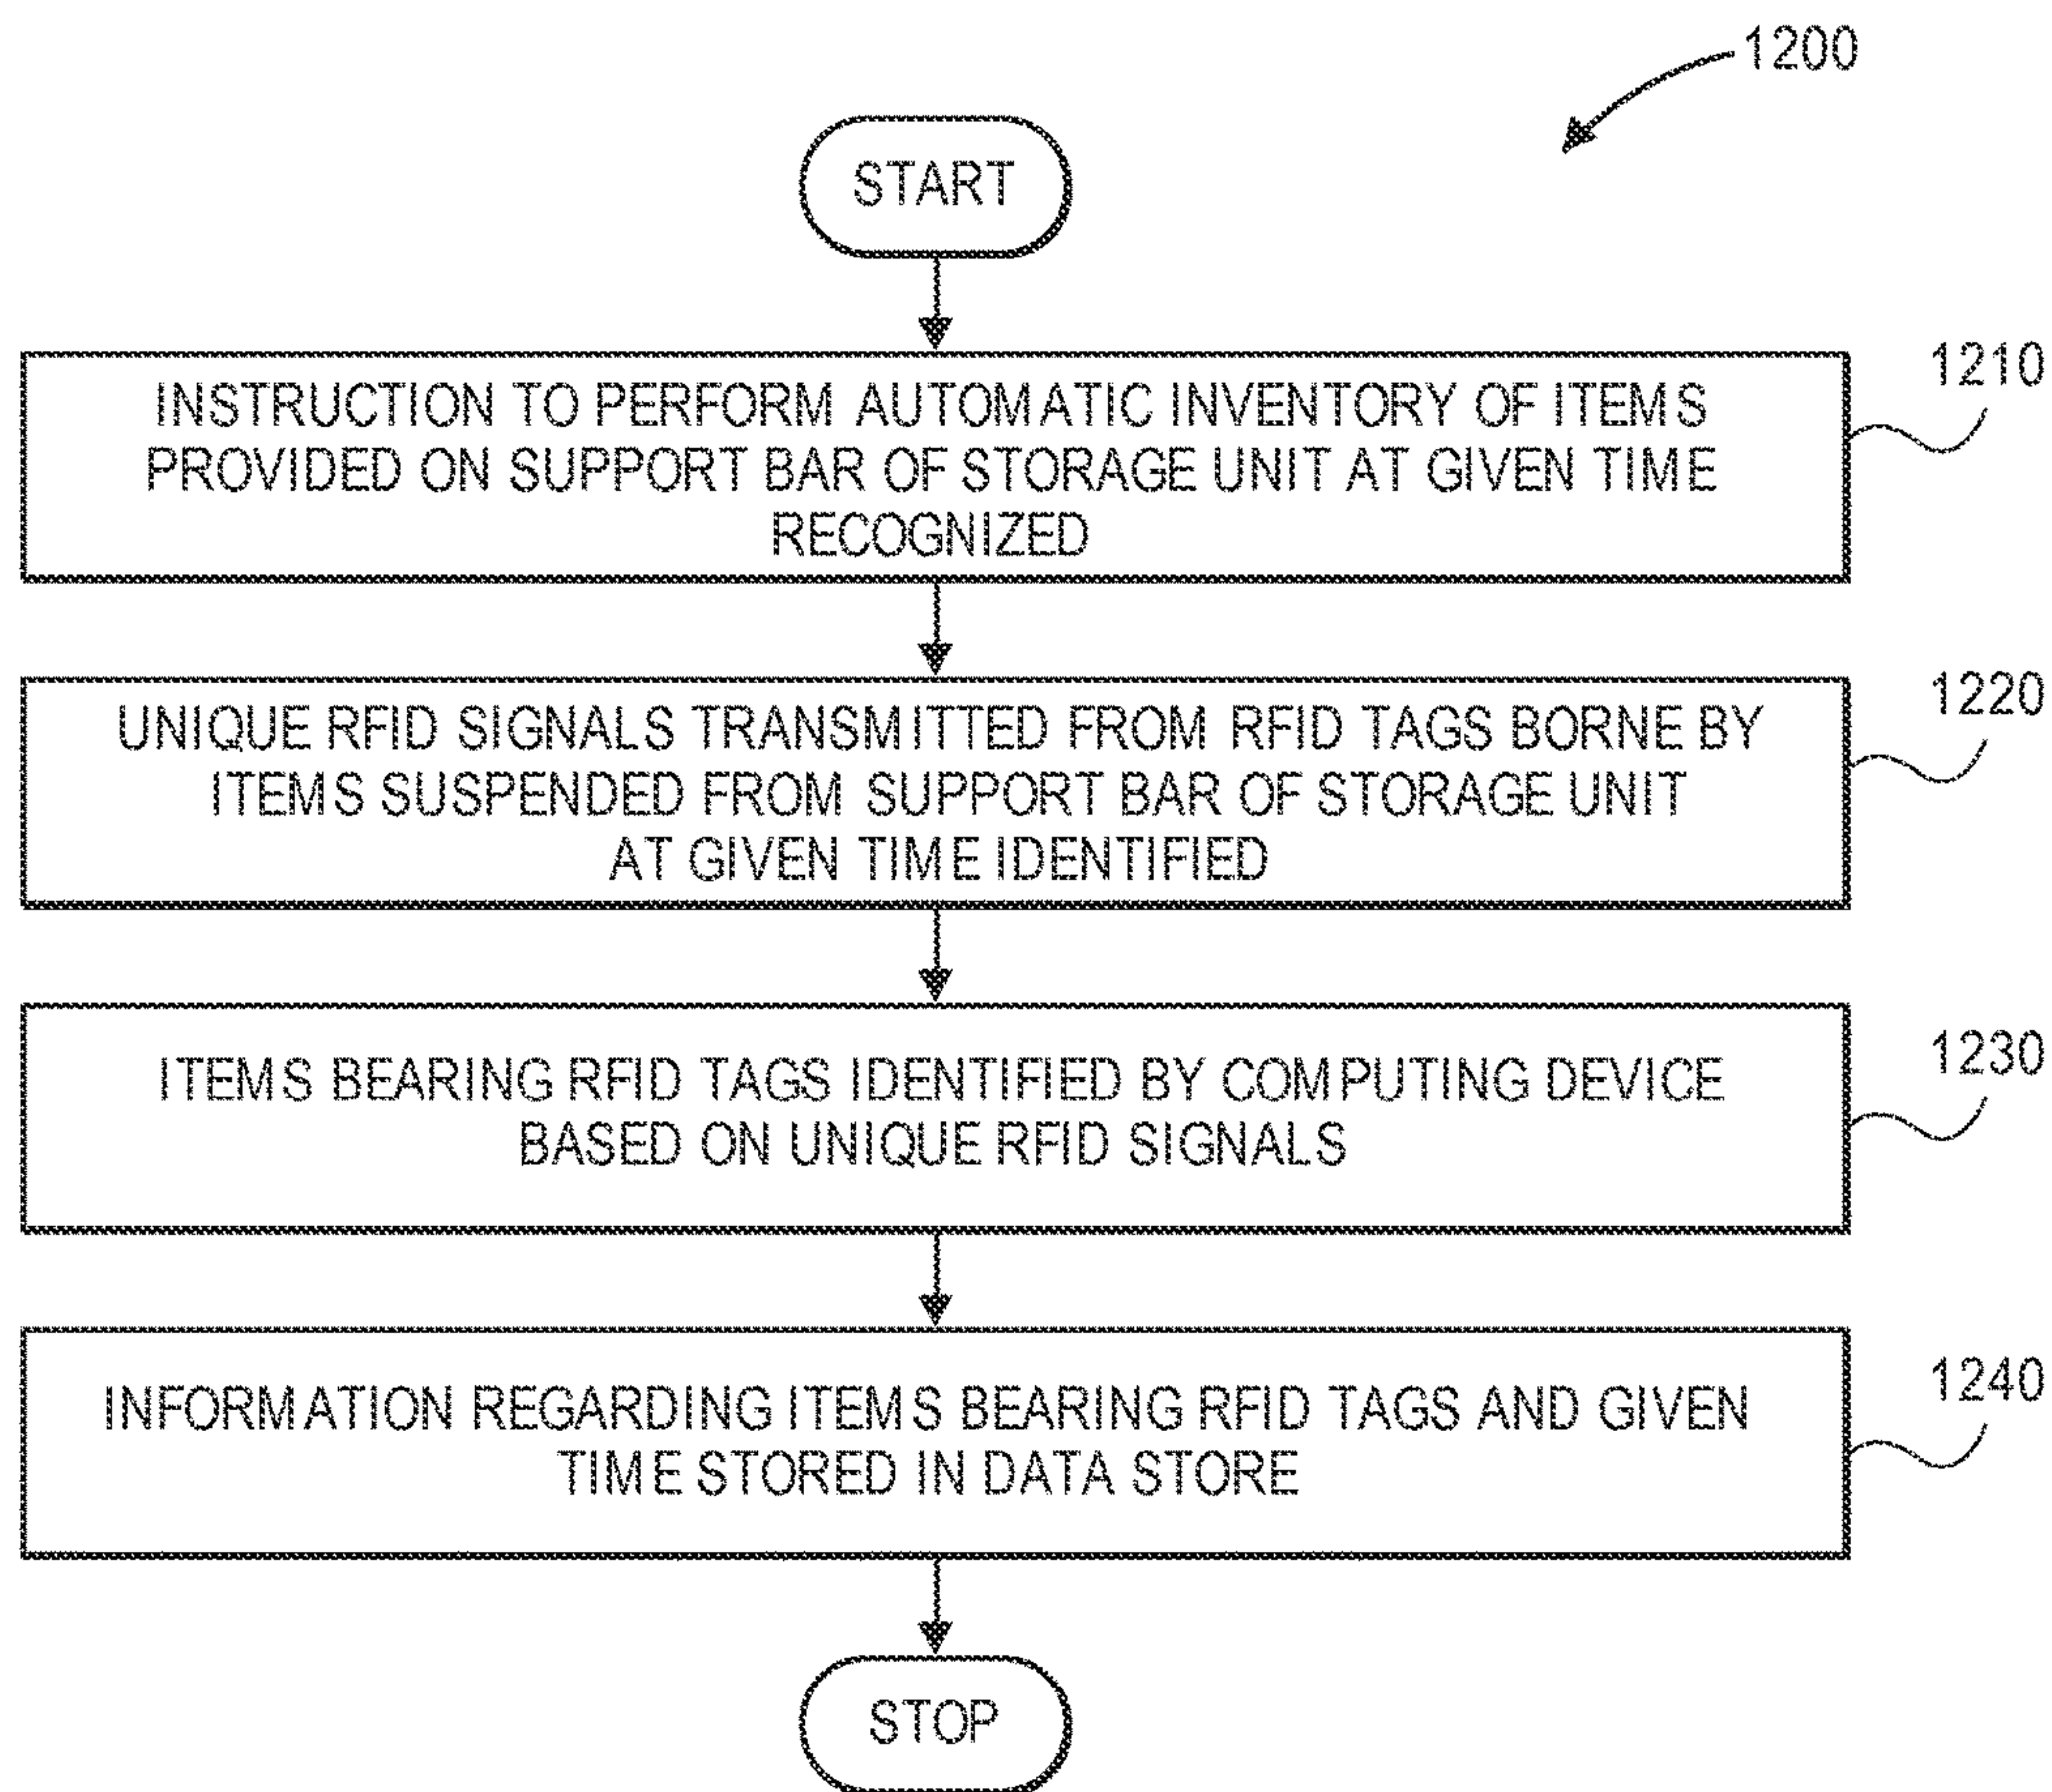 1200
START
INSTRUCTION TO PERFORM AUTOMATIC INVENTORY OF ITEMS
PROVIDED ON SUPPORT BAR OF STORAGE UNIT AT GIVEN TIME
RECOGNIZED
1210
UNIQUE RFID SIGNALS TRANSMITTED FROM RFID TAGS BORNE BY
ITEMS SUSPENDED FROM SUPPORT BAR OF STORAGE UNIT
AT GIVEN TIME IDENTIFIED
1220
ITEMS BEARING RFID TAGS IDENTIFIED BY COMPUTING DEVICE
BASED ON UNIQUE RFID SIGNALS
1230
INFORMATION REGARDING ITEMS BEARING RFID TAGS AND GIVEN
TIME STORED IN DATA STORE
1240
STOP